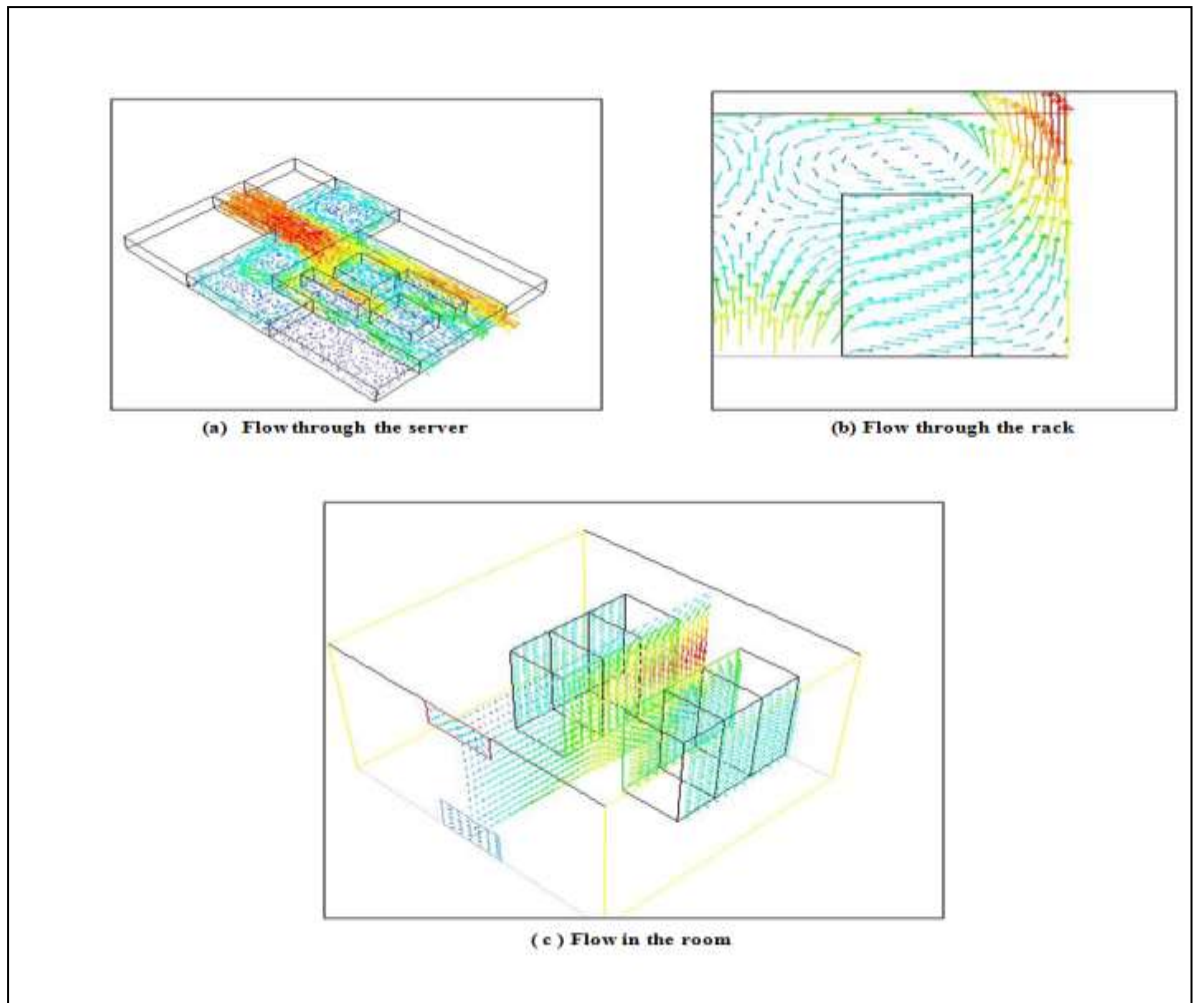 (a) Flow through the server
(b) Flow through the rack
( c ) Flow in the room